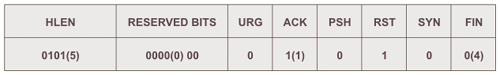 HLEN RESERVED BITS URG ACK PSH RST SYN FIN
0101(5) 0000(0) 00 0 1(1) 0 1 0 0(4)